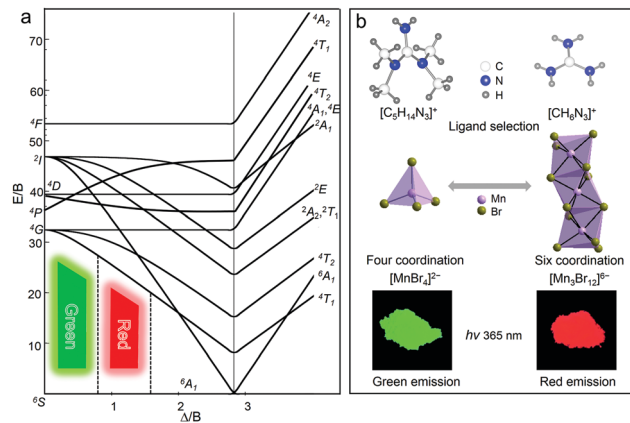 a
70
60
50
40
30
20
10
E/B
⁴F
²I
⁴D
⁴P
⁴G
⁶S
Green
Red
⁶A₁
1
2
3
Δ/B
⁴A₂
⁴T₁
⁴E
⁴T₂
⁴A₁,⁴E
²A₁
²E
²A₂,²T₁
⁴T₂
⁶A₁
⁴T₁
b
C
N
H
[C₅H₁₄N₃]⁺
[CH₆N₃]⁺
Ligand selection
Mn
Br
Four coordination
Six coordination
[MnBr₄]²⁻
[Mn₃Br₁₂]⁶⁻
hv 365 nm
Green emission
Red emission